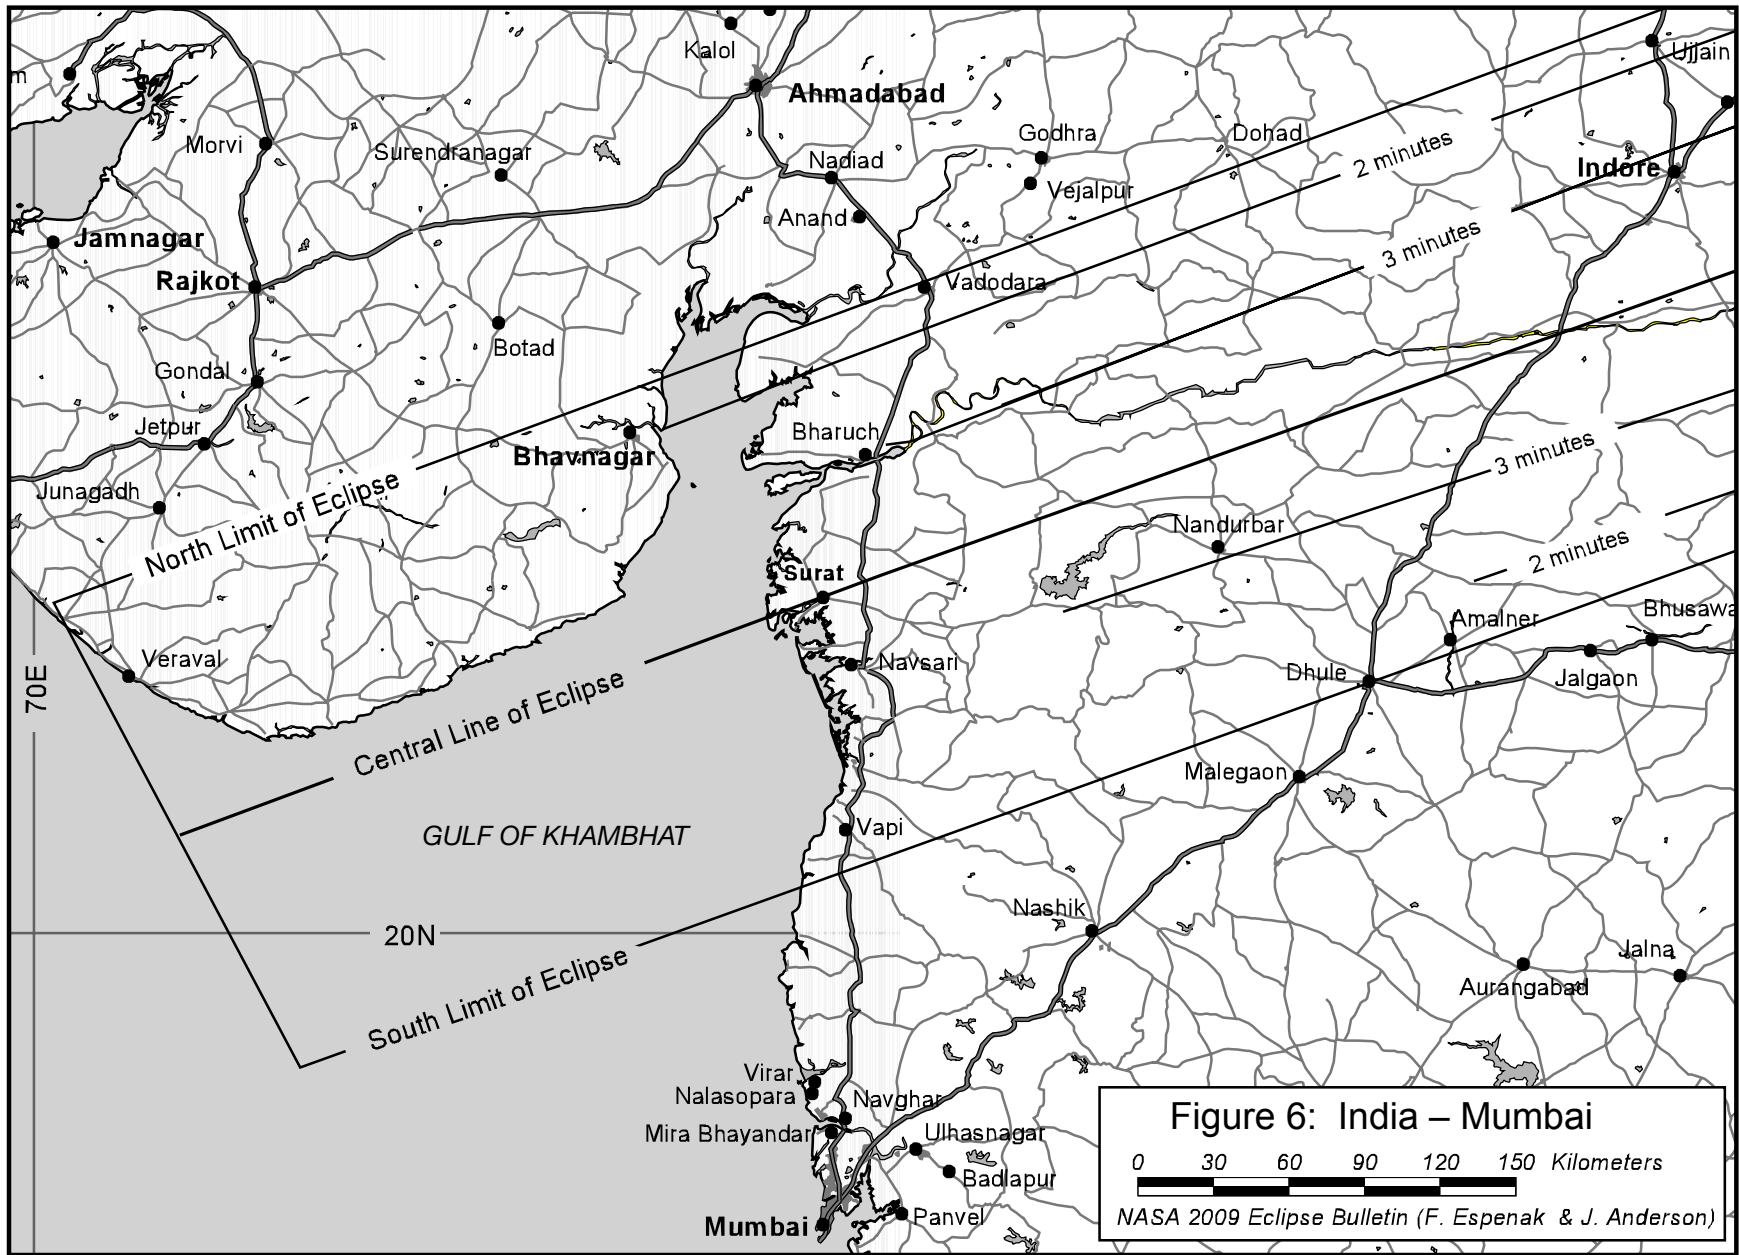 Kalol
Ujjain
m
Ahmadabad
Morvi
Surendranagar
Godhra
Dohad
2 minutes
Nadiad
Indore
Vejalpur
Anand
Jamnagar
3 minutes
Rajkot
Vadodara
Botad
Gondal
Jetpur
Bharuch
Bhavnagar
3 minutes
Junagadh
North Limit of Eclipse
Nandurbar
2 minutes
Surat
Bhusawa
Amalner
Veraval
Navsari
Dhule
Jalgaon
70E
Central Line of Eclipse
Malegaon
GULF OF KHAMBHAT
Vapi
Nashik
20N
Jalna
South Limit of Eclipse
Aurangabad
Virar
Nalasopara
Navghar
Mira Bhayandar
Ulhasnagar
Badlapur
Panvel
Mumbai
Figure 6: India – Mumbai
0 30 60 90 120 150 Kilometers
NASA 2009 Eclipse Bulletin (F. Espenak & J. Anderson)